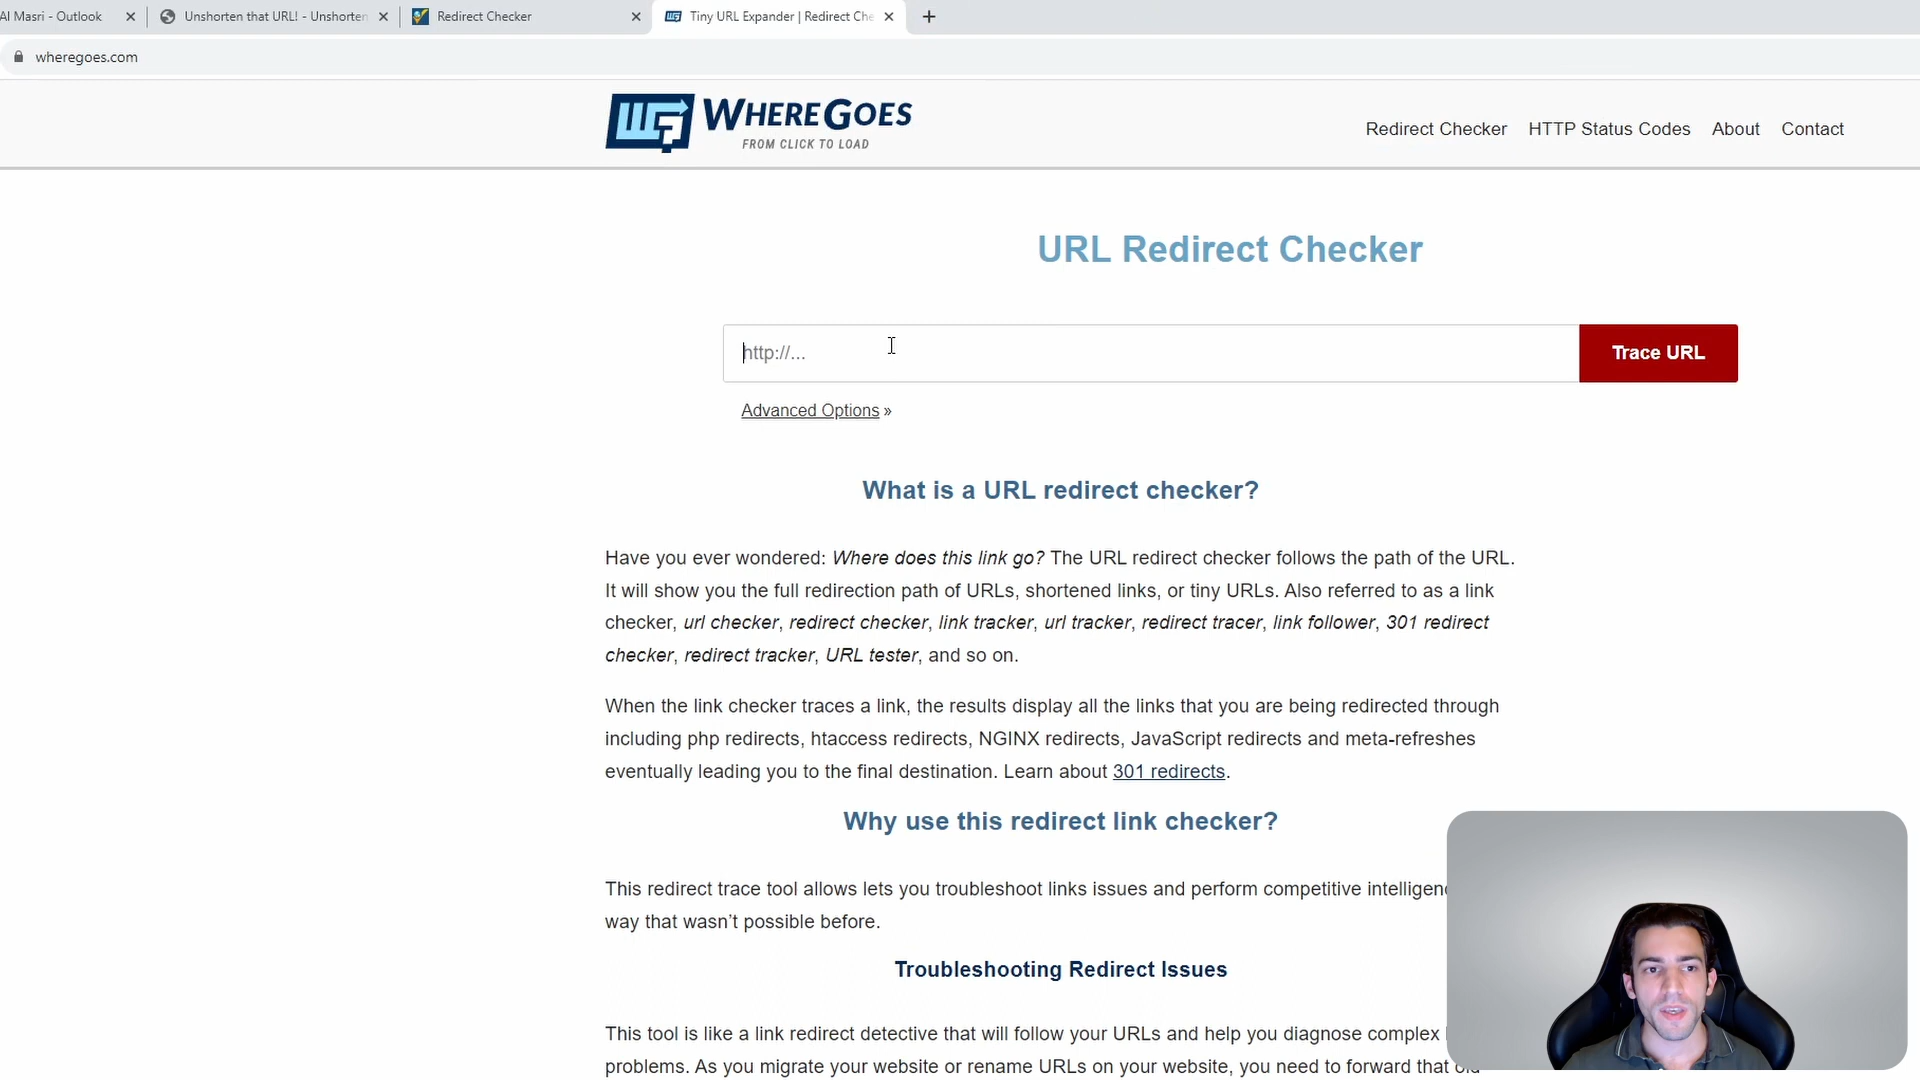 Al Masri - Outlook
Unshorten that URL! - Unshorten
Redirect Checker
Tiny URL Expander | Redirect Che
wheregoes.com
WHEREGOES
FROM CLICK TO LOAD
Redirect Checker
HTTP Status Codes
About
Contact
URL Redirect Checker
http://...
Trace URL
Advanced Options »
What is a URL redirect checker?
Have you ever wondered: Where does this link go? The URL redirect checker follows the path of the URL.
It will show you the full redirection path of URLs, shortened links, or tiny URLs. Also referred to as a link
checker, url checker, redirect checker, link tracker, url tracker, redirect tracer, link follower, 301 redirect
checker, redirect tracker, URL tester, and so on.
When the link checker traces a link, the results display all the links that you are being redirected through
including php redirects, htaccess redirects, NGINX redirects, JavaScript redirects and meta-refreshes
eventually leading you to the final destination. Learn about 301 redirects.
Why use this redirect link checker?
This redirect trace tool allows lets you troubleshoot links issues and perform competitive intelligenc
way that wasn't possible before.
Troubleshooting Redirect Issues
This tool is like a link redirect detective that will follow your URLs and help you diagnose complex
problems. As you migrate your website or rename URLs on your website, you need to forward that old